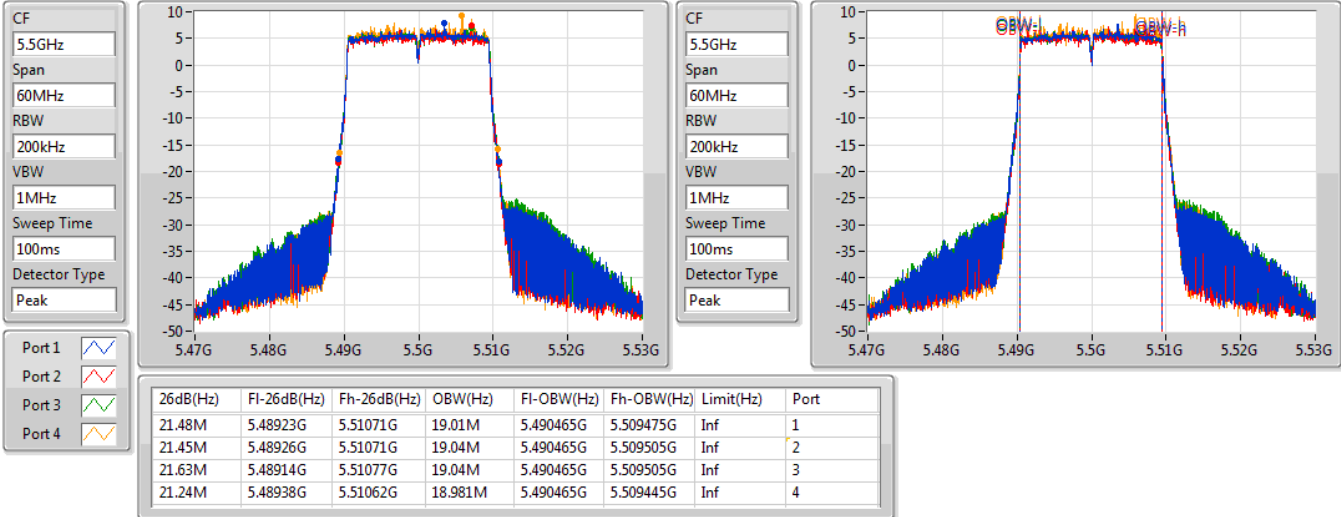 CF
5.5GHz
Span
60MHz
RBW
200kHz
VBW
1MHz
Sweep Time
100ms
Detector Type
Peak
10
5
0
-5
-10
-15
-20
-25
-30
-35
-40
-45
-50
5.47G 5.48G 5.49G 5.5G 5.51G 5.52G 5.53G
CF
5.5GHz
Span
60MHz
RBW
200kHz
VBW
1MHz
Sweep Time
100ms
Detector Type
Peak
10
5
0
-5
-10
-15
-20
-25
-30
-35
-40
-45
-50
OBW-l OBW-h
5.47G 5.48G 5.49G 5.5G 5.51G 5.52G 5.53G
Port 1
Port 2
Port 3
Port 4
26dB(Hz) Fl-26dB(Hz) Fh-26dB(Hz) OBW(Hz) Fl-OBW(Hz) Fh-OBW(Hz) Limit(Hz) Port
21.48M 5.48923G 5.51071G 19.01M 5.490465G 5.509475G Inf 1
21.45M 5.48926G 5.51071G 19.04M 5.490465G 5.509505G Inf 2
21.63M 5.48914G 5.51077G 19.04M 5.490465G 5.509505G Inf 3
21.24M 5.48938G 5.51062G 18.981M 5.490465G 5.509445G Inf 4